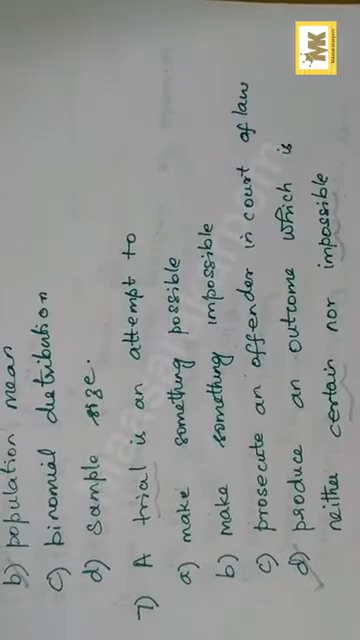 b) population mean
c) binomial distribution
d) sample size.
7) A trial is an attempt to
a) make something possible
b) make something impossible
c) prosecute an offender in court of law
d) produce an outcome which is
neither certain nor impossible
MK